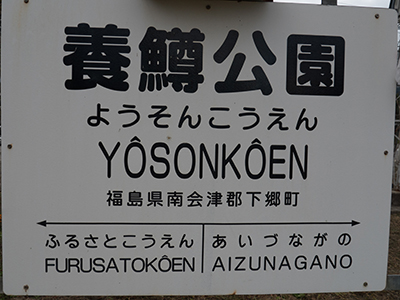 養鱒公園
ようそんこうえん
YÔSONKÔEN
福島県南会津郡下郷町
ふるさとこうえん あいづながの
FURUSATOKÔEN AIZUNAGANO